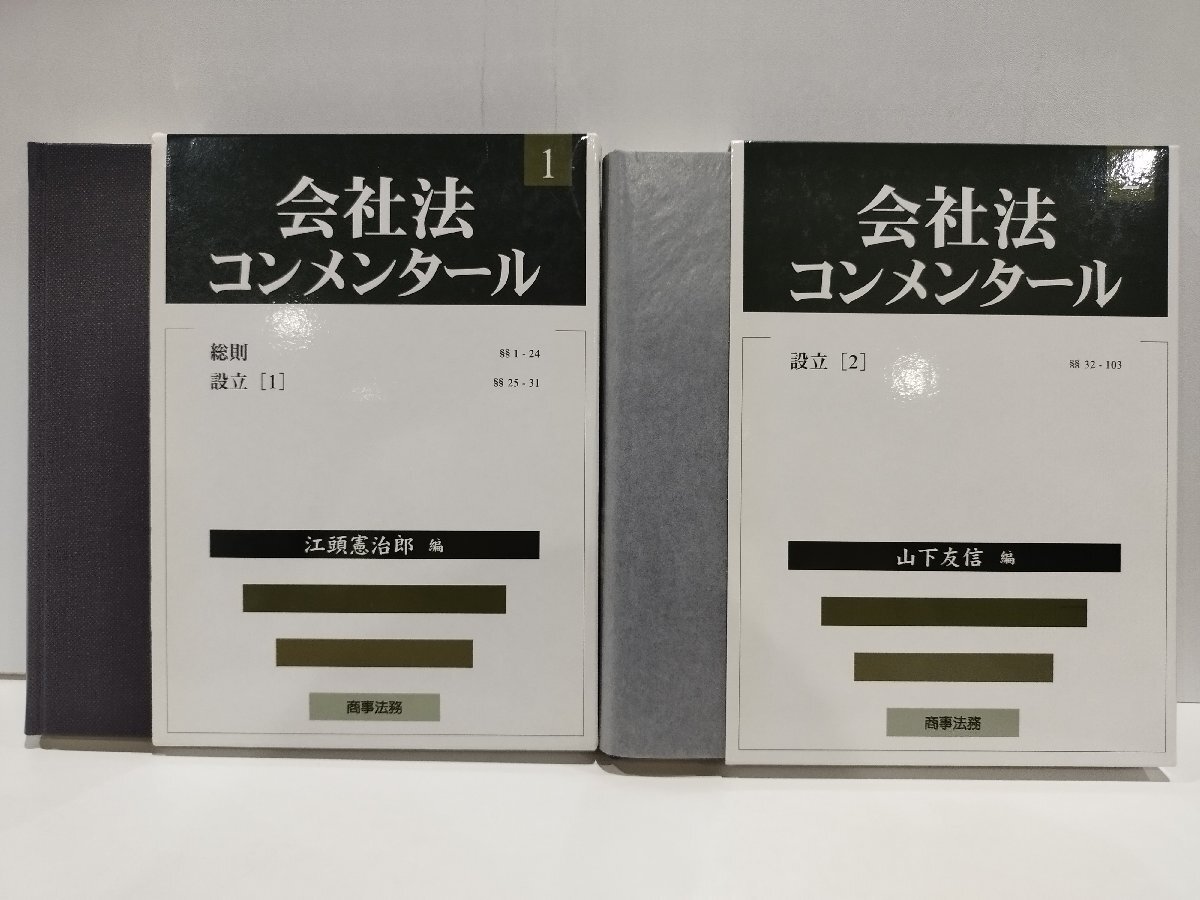 1
会社法
コンメンタール
総則 §§ 1 - 24
設立［1］ §§ 25 - 31
江頭憲治郎 編
商事法務
会社法
コンメンタール
設立［2］ §§ 32 - 103
山下友信 編
商事法務